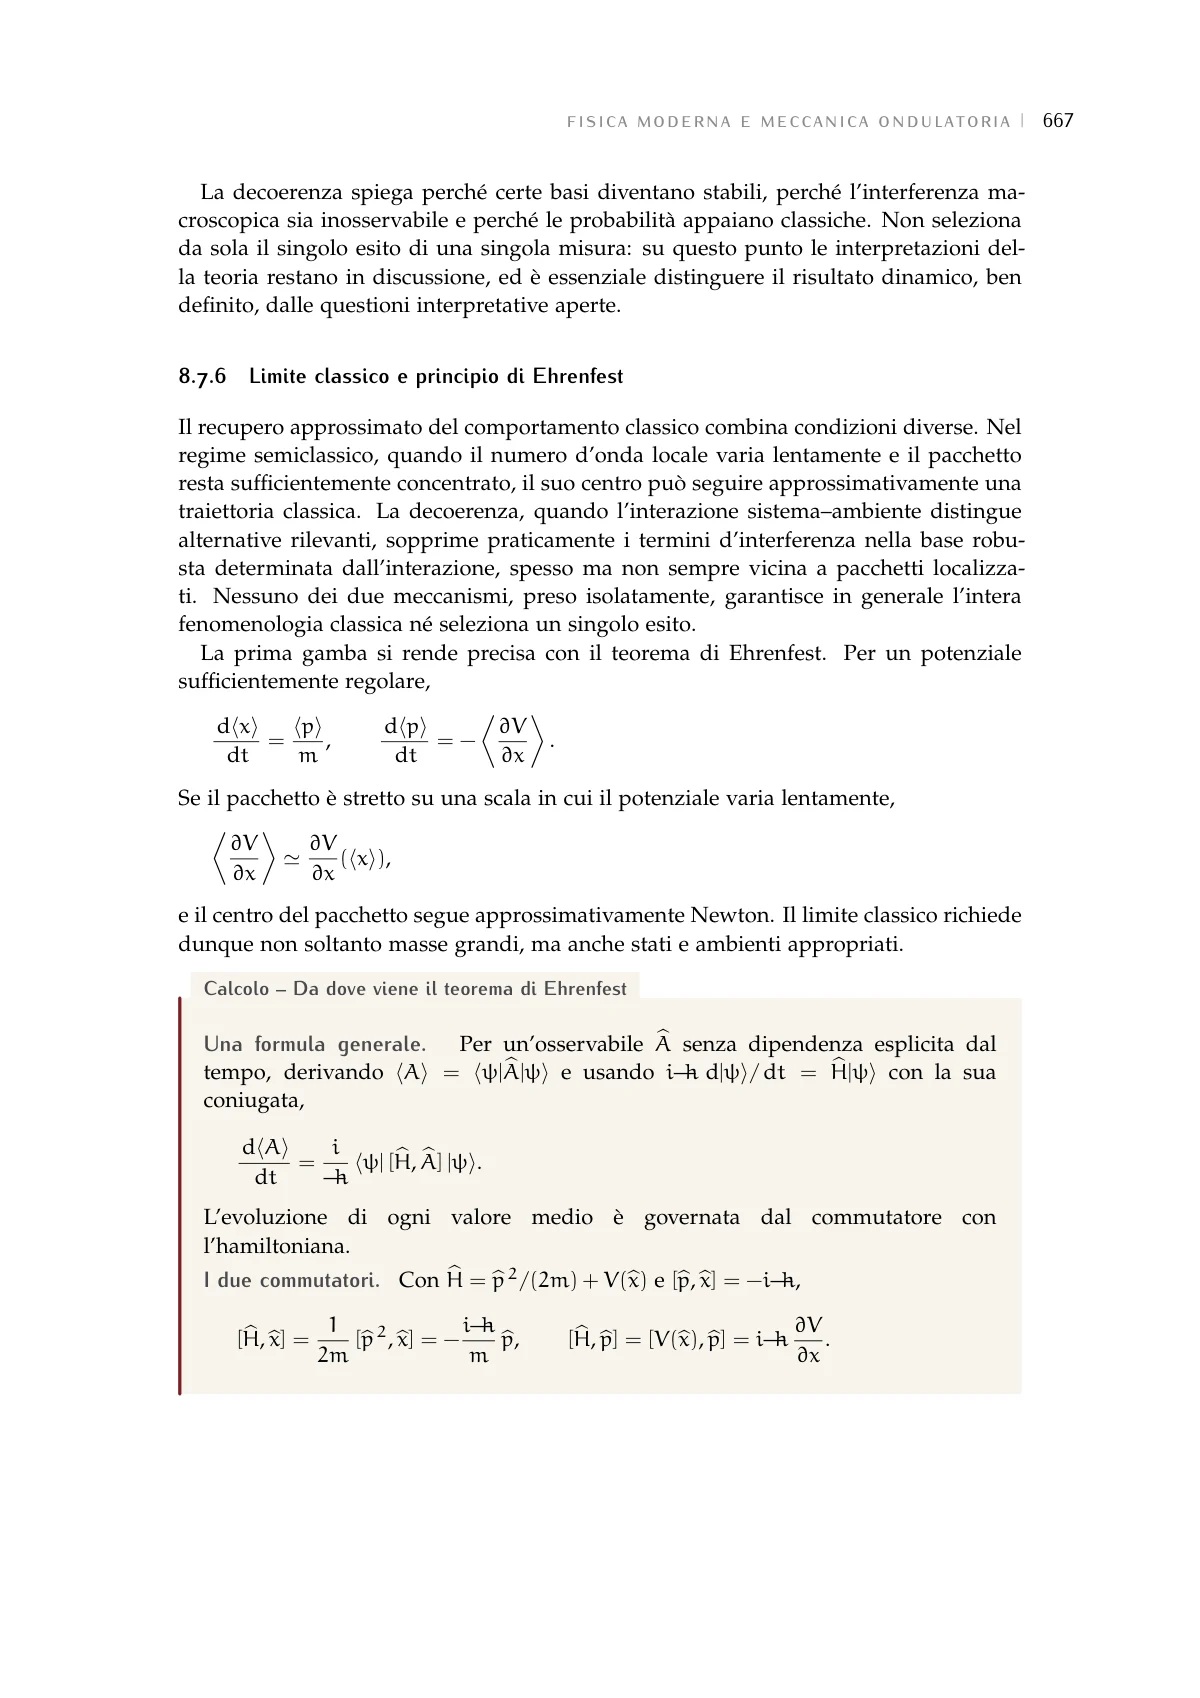 FISICA MODERNA E MECCANICA ONDULATORIA | 667
La decoerenza spiega perché certe basi diventano stabili, perché l'interferenza ma-
croscopica sia inosservabile e perché le probabilità appaiano classiche. Non seleziona
da sola il singolo esito di una singola misura: su questo punto le interpretazioni del-
la teoria restano in discussione, ed è essenziale distinguere il risultato dinamico, ben
definito, dalle questioni interpretative aperte.
8.7.6 Limite classico e principio di Ehrenfest
Il recupero approssimato del comportamento classico combina condizioni diverse. Nel
regime semiclassico, quando il numero d'onda locale varia lentamente e il pacchetto
resta sufficientemente concentrato, il suo centro può seguire approssimativamente una
traiettoria classica. La decoerenza, quando l'interazione sistema–ambiente distingue
alternative rilevanti, sopprime praticamente i termini d'interferenza nella base robu-
sta determinata dall'interazione, spesso ma non sempre vicina a pacchetti localizza-
ti. Nessuno dei due meccanismi, preso isolatamente, garantisce in generale l'intera
fenomenologia classica né seleziona un singolo esito.
La prima gamba si rende precisa con il teorema di Ehrenfest. Per un potenziale
sufficientemente regolare,
d⟨x⟩/dt = ⟨p⟩/m, d⟨p⟩/dt = −⟨∂V/∂x⟩.
Se il pacchetto è stretto su una scala in cui il potenziale varia lentamente,
⟨∂V/∂x⟩ ≃ ∂V/∂x (⟨x⟩),
e il centro del pacchetto segue approssimativamente Newton. Il limite classico richiede
dunque non soltanto masse grandi, ma anche stati e ambienti appropriati.
Calcolo – Da dove viene il teorema di Ehrenfest
Una formula generale. Per un'osservabile Â senza dipendenza esplicita dal
tempo, derivando ⟨A⟩ = ⟨ψ|Â|ψ⟩ e usando iħ d|ψ⟩/dt = Ĥ|ψ⟩ con la sua
coniugata,
d⟨A⟩/dt = i/ħ ⟨ψ| [Ĥ, Â] |ψ⟩.
L'evoluzione di ogni valore medio è governata dal commutatore con
l'hamiltoniana.
I due commutatori. Con Ĥ = p̂²/(2m) + V(x̂) e [p̂, x̂] = −iħ,
[Ĥ, x̂] = 1/2m [p̂², x̂] = −iħ/m p̂, [Ĥ, p̂] = [V(x̂), p̂] = iħ ∂V/∂x.